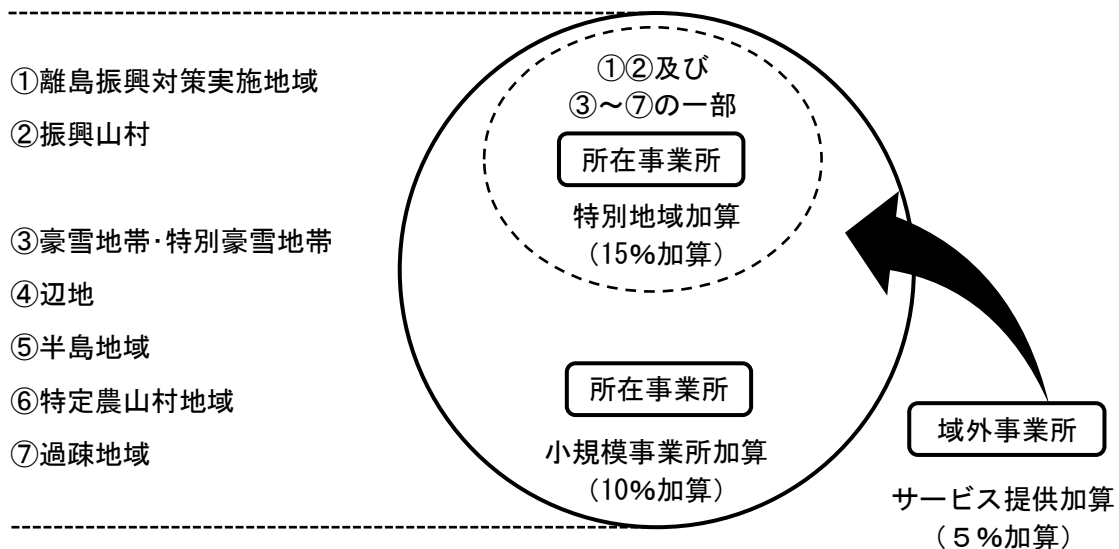 ①離島振興対策実施地域
②振興山村
③豪雪地帯・特別豪雪地帯
④辺地
⑤半島地域
⑥特定農山村地域
⑦過疎地域
①②及び
③～⑦の一部
所在事業所
特別地域加算
（15％加算）
所在事業所
小規模事業所加算
（10％加算）
域外事業所
サービス提供加算
（５％加算）